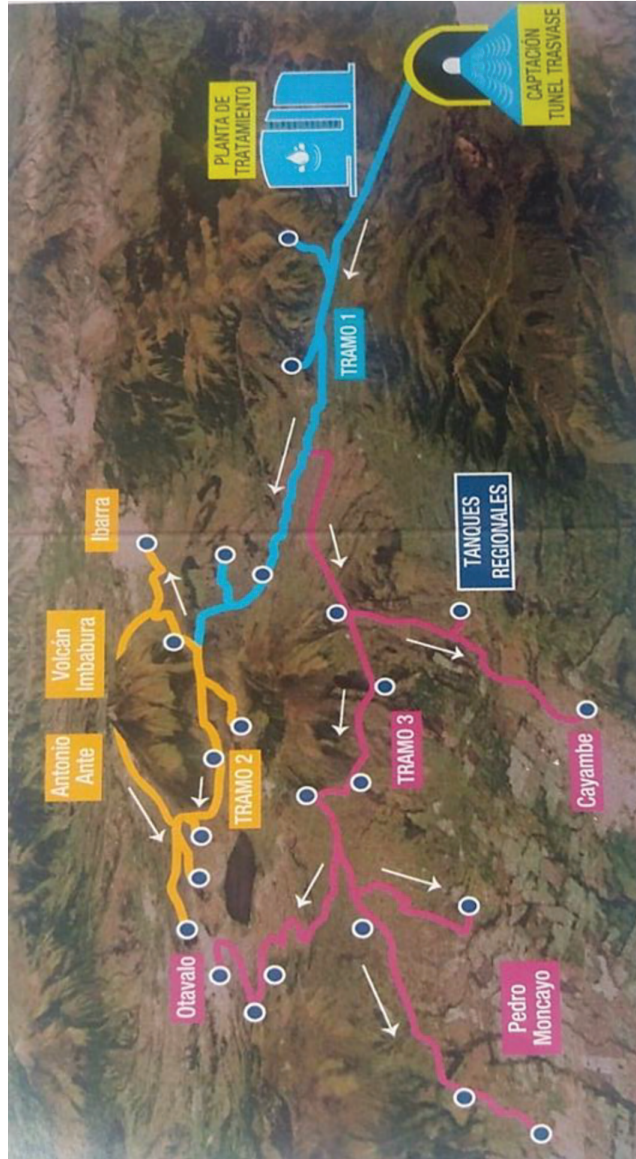 Antonio
Ante
Volcán
Imbabura
Ibarra
Otavalo
TRAMO 2
PLANTA DE
TRATAMIENTO
TRAMO 1
TRAMO 3
TANQUES
REGIONALES
Pedro
Moncayo
Cayambe
CAPTACIÓN
TUNEL TRASVASE